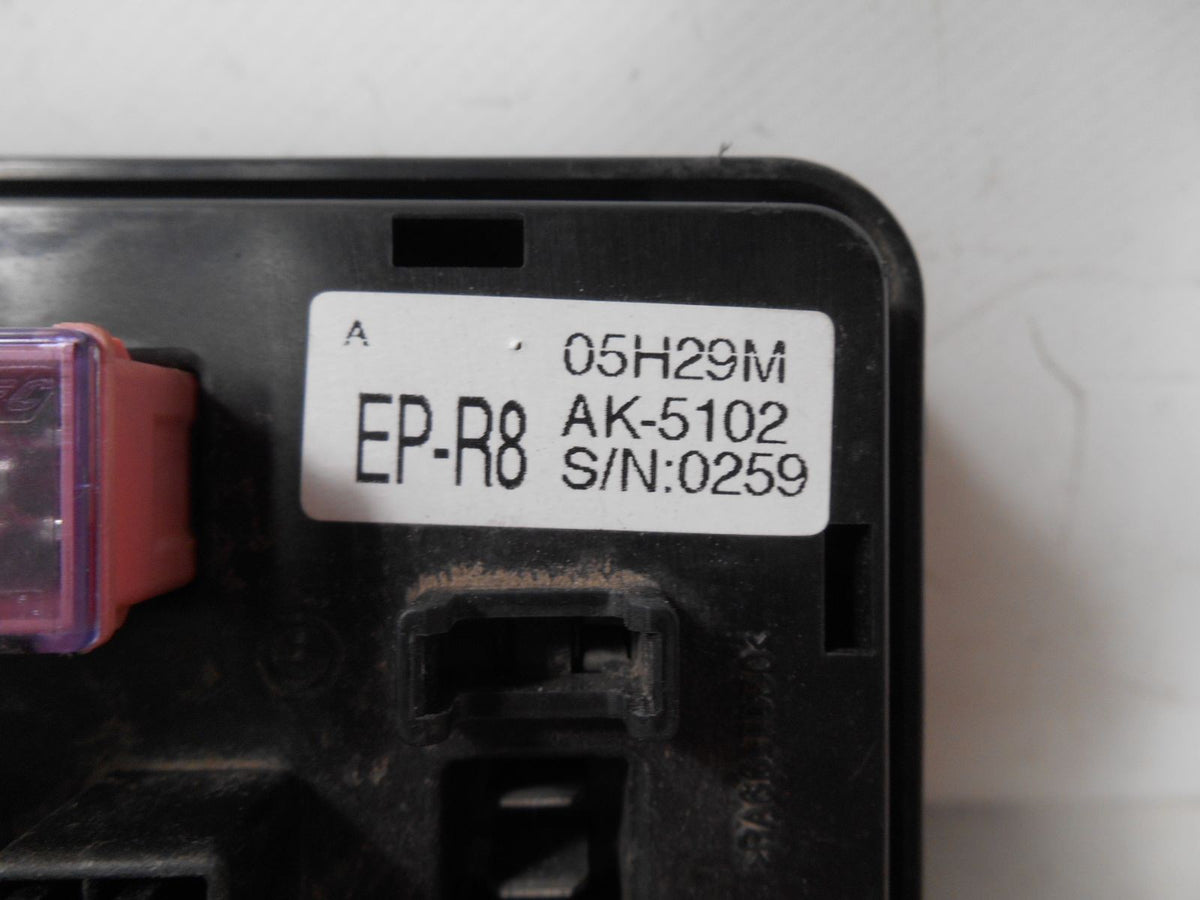 A
05H29M
EP-R8
AK-5102
S/N:0259